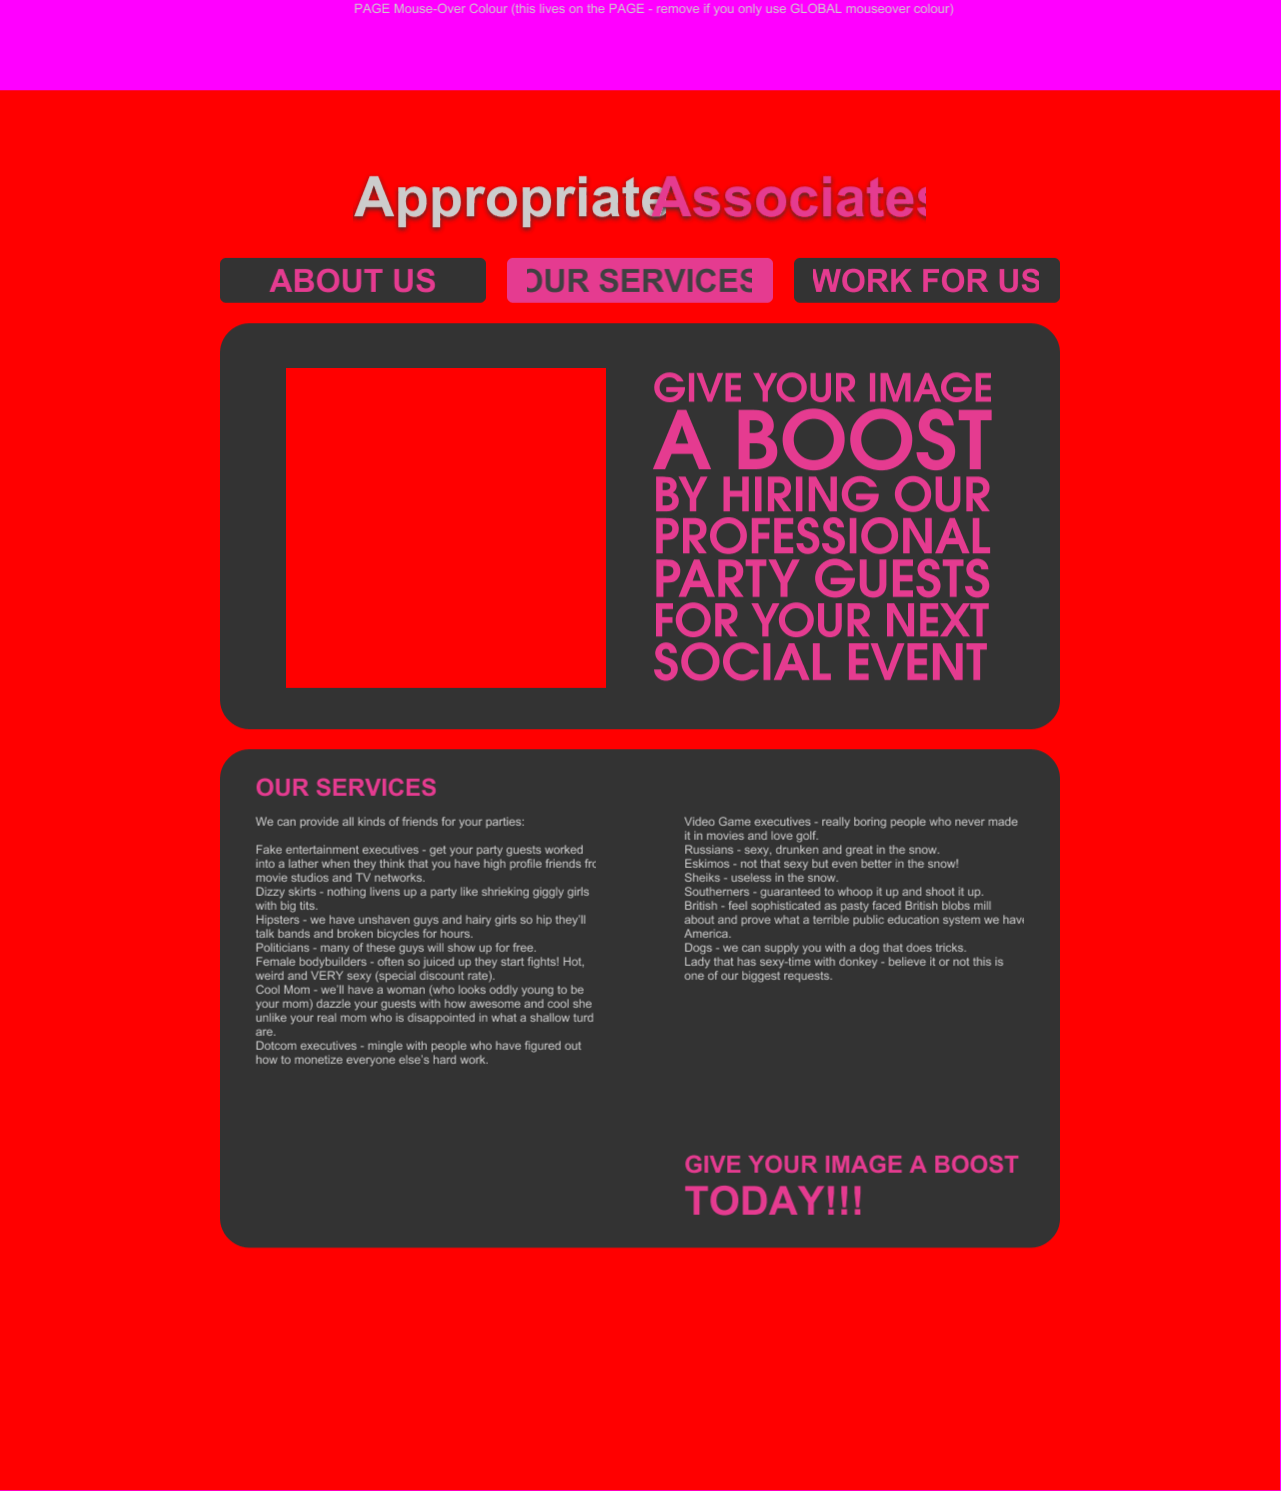 PAGE Mouse-Over Colour (this lives on the PAGE - remove if you only use GLOBAL mouseover colour)
AppropriateAssociates
ABOUT US
OUR SERVICES
WORK FOR US
GIVE YOUR IMAGE
A BOOST
BY HIRING OUR
PROFESSIONAL
PARTY GUESTS
FOR YOUR NEXT
SOCIAL EVENT
OUR SERVICES
We can provide all kinds of friends for your parties:
Fake entertainment executives - get your party guests worked
into a lather when they think that you have high profile friends fro
movie studios and TV networks.
Dizzy skirts - nothing livens up a party like shrieking giggly girls
with big tits.
Hipsters - we have unshaven guys and hairy girls so hip they'll
talk bands and broken bicycles for hours.
Politicians - many of these guys will show up for free.
Female bodybuilders - often so juiced up they start fights! Hot,
weird and VERY sexy (special discount rate).
Cool Mom - we'll have a woman (who looks oddly young to be
your mom) dazzle your guests with how awesome and cool she
unlike your real mom who is disappointed in what a shallow turd
are.
Dotcom executives - mingle with people who have figured out
how to monetize everyone else's hard work.
Video Game executives - really boring people who never made
it in movies and love golf.
Russians - sexy, drunken and great in the snow.
Eskimos - not that sexy but even better in the snow!
Sheiks - useless in the snow.
Southerners - guaranteed to whoop it up and shoot it up.
British - feel sophisticated as pasty faced British blobs mill
about and prove what a terrible public education system we have
America.
Dogs - we can supply you with a dog that does tricks.
Lady that has sexy-time with donkey - believe it or not this is
one of our biggest requests.
GIVE YOUR IMAGE A BOOST
TODAY!!!